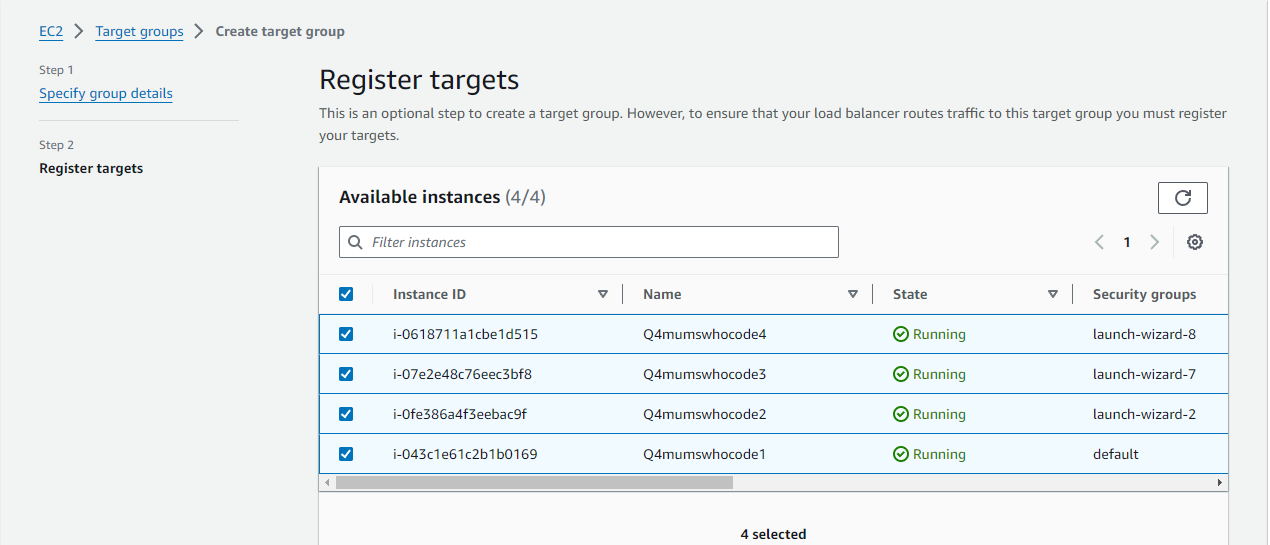 EC2 Target groups Create target group
Step 1
Specify group details
Step 2
Register targets
Register targets
This is an optional step to create a target group. However, to ensure that your load balancer routes traffic to this target group you must register
your targets.
Available instances (4/4)
Filter instances
1
Instance ID Name State Security groups
i-0618711a1cbe1d515 Q4mumswhocode4 Running launch-wizard-8
i-07e2e48c76eec3bf8 Q4mumswhocode3 Running launch-wizard-7
i-0fe386a4f3eebac9f Q4mumswhocode2 Running launch-wizard-2
i-043c1e61c2b1b0169 Q4mumswhocode1 Running default
4 selected